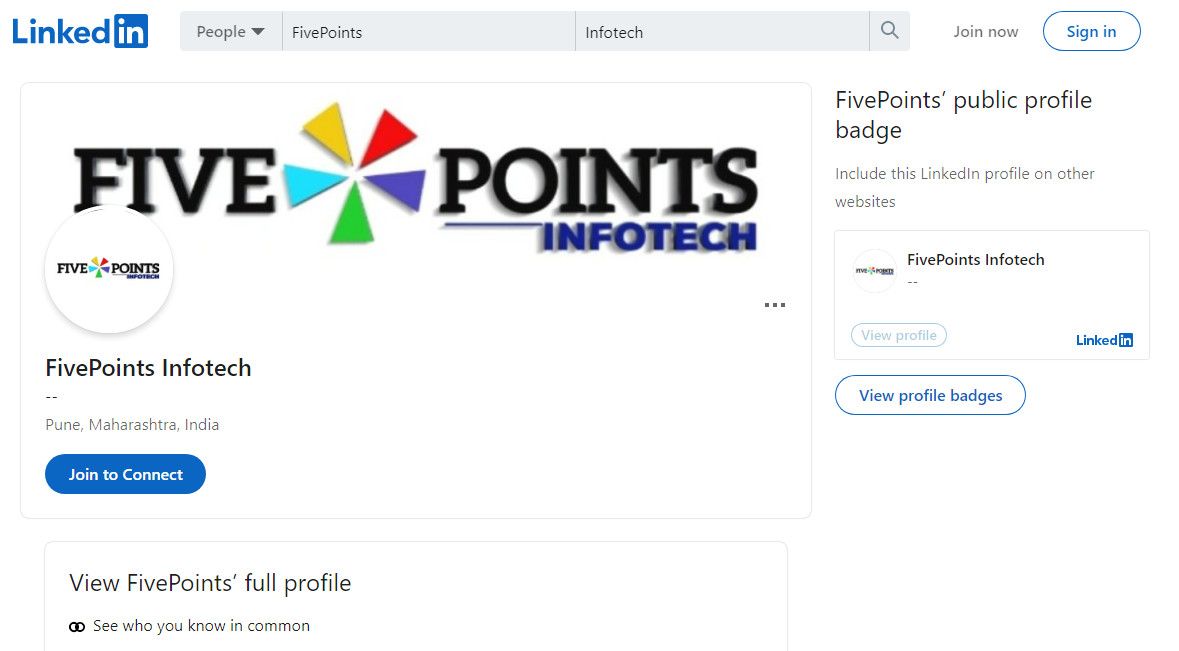 LinkedIn
People
FivePoints
Infotech
Join now
Sign in
FIVE POINTS
INFOTECH
FIVE POINTS
INFOTECH
FivePoints Infotech
--
Pune, Maharashtra, India
Join to Connect
View FivePoints’ full profile
See who you know in common
FivePoints’ public profile
badge
Include this LinkedIn profile on other
websites
FIVE POINTS
FivePoints Infotech
--
View profile
LinkedIn
View profile badges